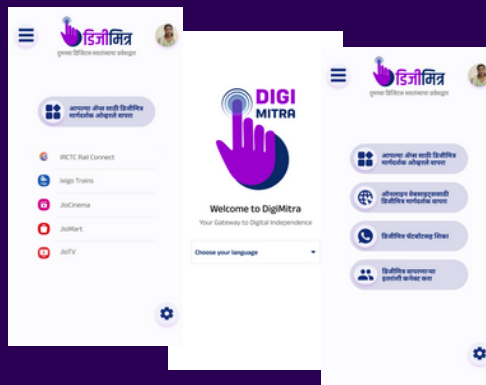 डिजीमित्र
तुमच्या डिजिटल स्वातंत्र्याचा प्रवेशद्वार
आपल्या ॲप्स साठी डिजीमित्र
मार्गदर्शक ओव्हरले वापरा
IRCTC Rail Connect
ixigo Trains
JioCinema
JioMart
JioTV
DIGI
MITRA
Welcome to DigiMitra
Your Gateway to Digital Independence
Choose your language
डिजीमित्र
तुमच्या डिजिटल स्वातंत्र्याचा प्रवेशद्वार
आपल्या ॲप्स साठी डिजीमित्र
मार्गदर्शक ओव्हरले वापरा
ऑनलाइन वेबसाइट्ससाठी
डिजीमित्र मार्गदर्शक वापरा
डिजीमित्र चॅटबॉटसह शिका
डिजीमित्र वापरणाऱ्या
इतरांशी कनेक्ट करा